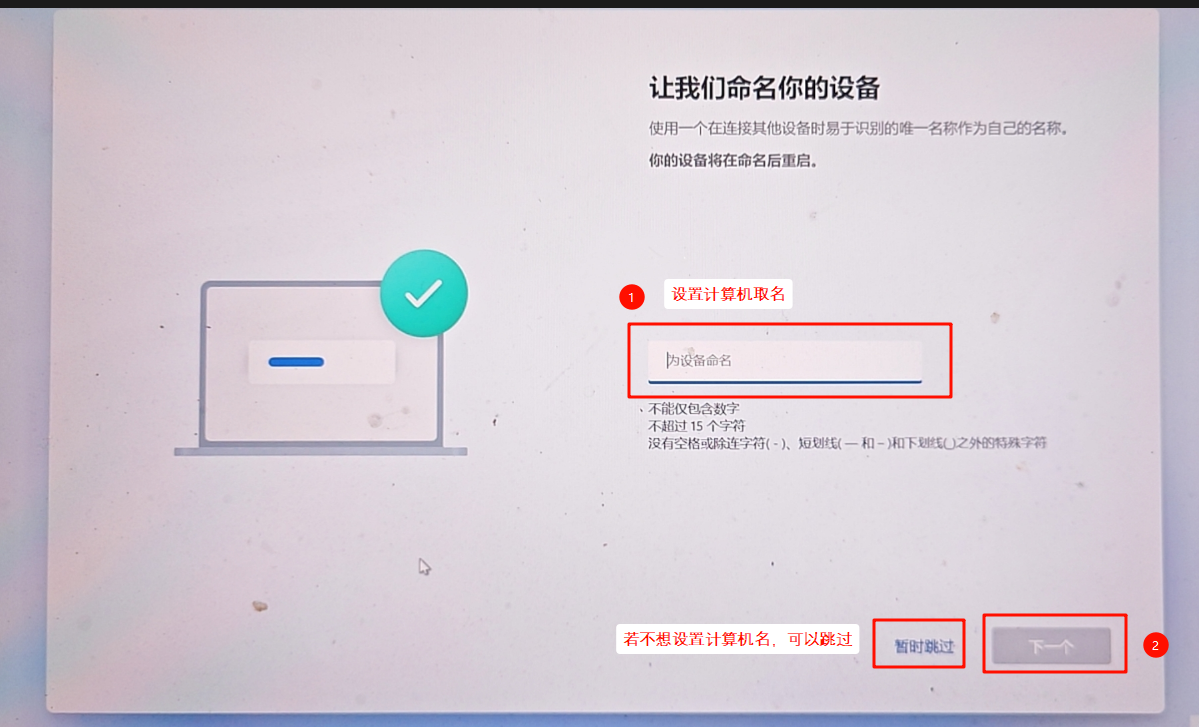 让我们命名你的设备
使用一个在连接其他设备时易于识别的唯一名称作为自己的名称。
你的设备将在命名后重启。
1 设置计算机取名
为设备命名
不能仅包含数字
不超过 15 个字符
没有空格或除连字符( - )、短划线( — 和 – )和下划线(_)之外的特殊字符
若不想设置计算机名，可以跳过 暂时跳过 下一个 2